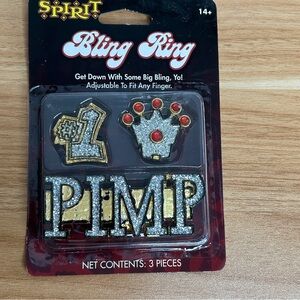 SPIRIT
14+
Bling Ring
Get Down With Some Big Bling, Yo!
Adjustable To Fit Any Finger.
#1
PIMP
NET CONTENTS: 3 PIECES